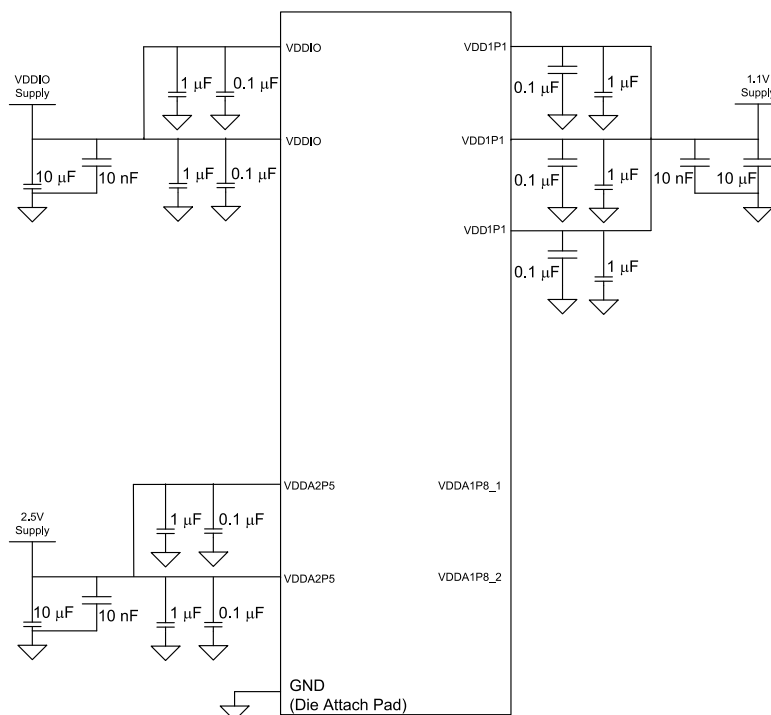 VDDIO
VDD1P1
VDDIO
Supply
1 µF
0.1 µF
0.1 µF
1 µF
1.1V
Supply
VDDIO
VDD1P1
10 µF
10 nF
1 µF
0.1 µF
0.1 µF
1 µF
10 nF
10 µF
VDD1P1
0.1 µF
1 µF
VDDA2P5
VDDA1P8_1
2.5V
Supply
1 µF
0.1 µF
VDDA2P5
VDDA1P8_2
10 µF
10 nF
1 µF
0.1 µF
GND
(Die Attach Pad)